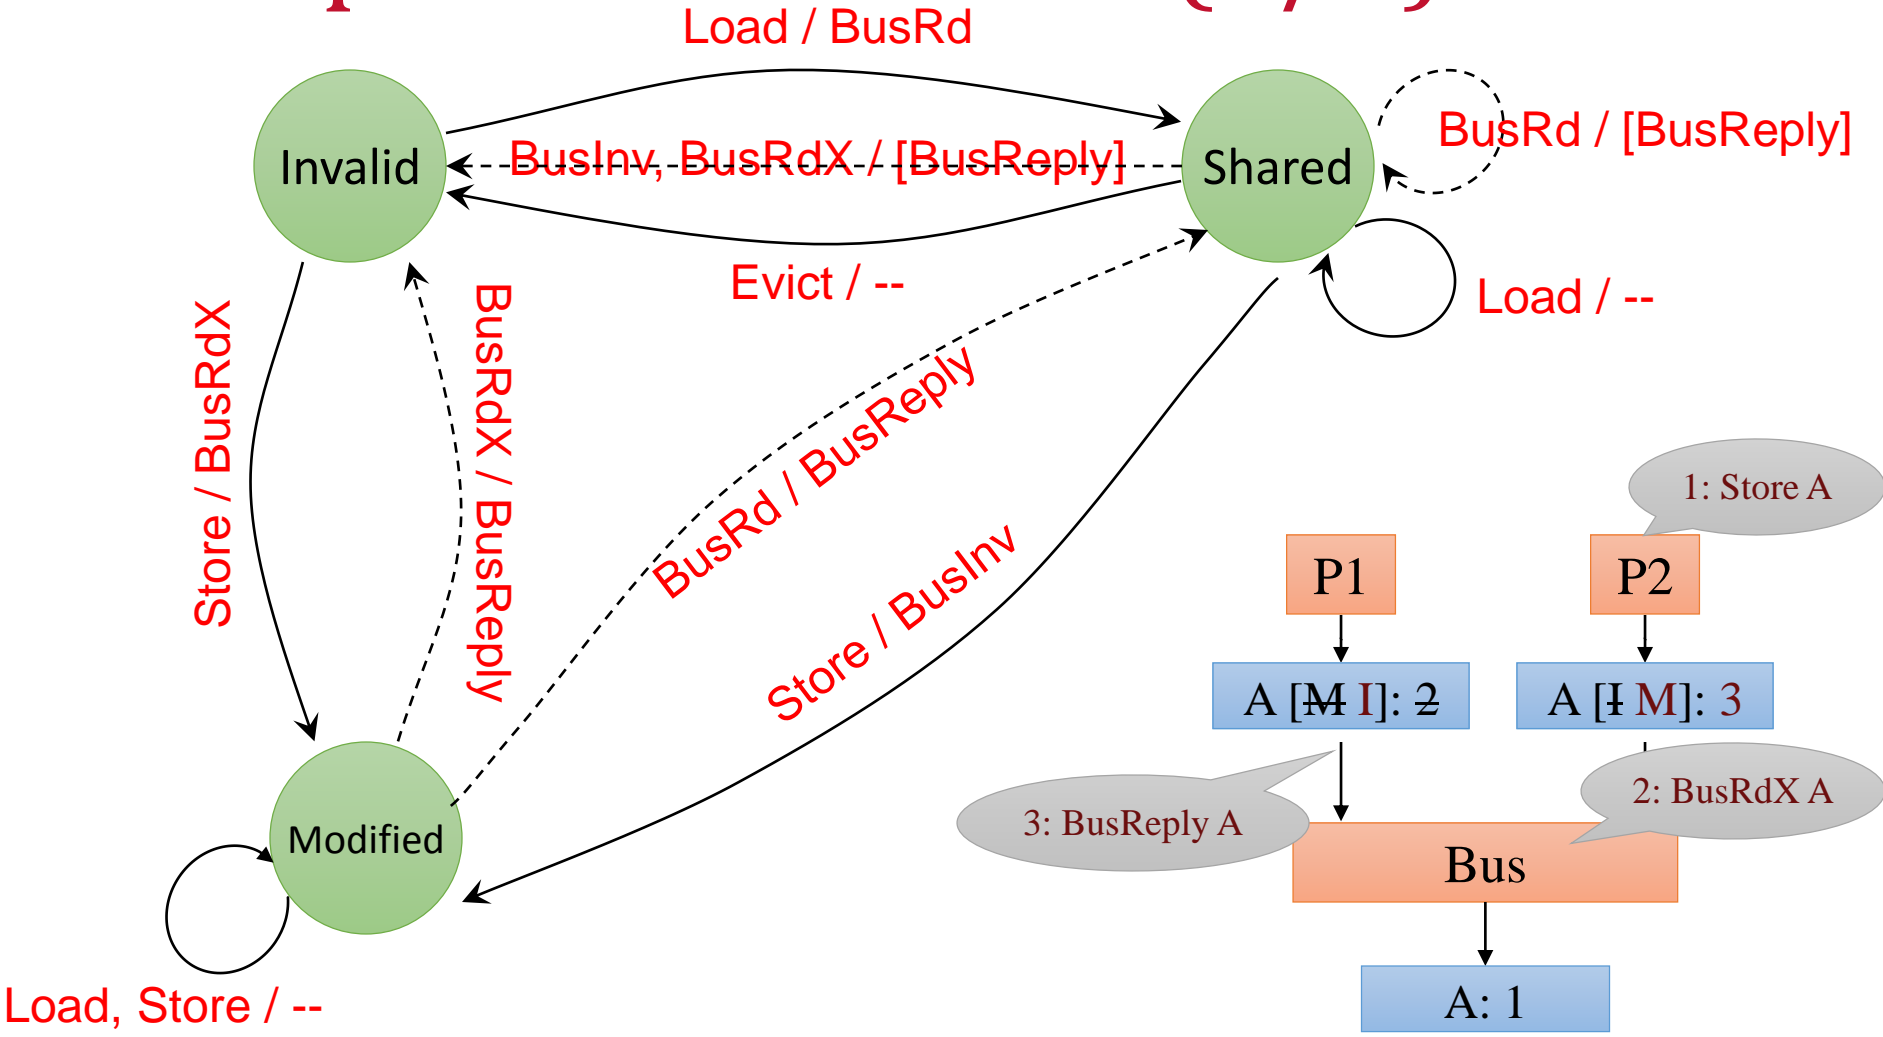 Load / BusRd
Invalid
BusInv, BusRdX / [BusReply]
Shared
BusRd / [BusReply]
Evict / --
Load / --
Store / BusRdX
BusRdX / BusReply
BusRd / BusReply
Store / BusInv
Modified
Load, Store / --
1: Store A
P1
P2
A [M I]: 2
A [I M]: 3
3: BusReply A
2: BusRdX A
Bus
A: 1